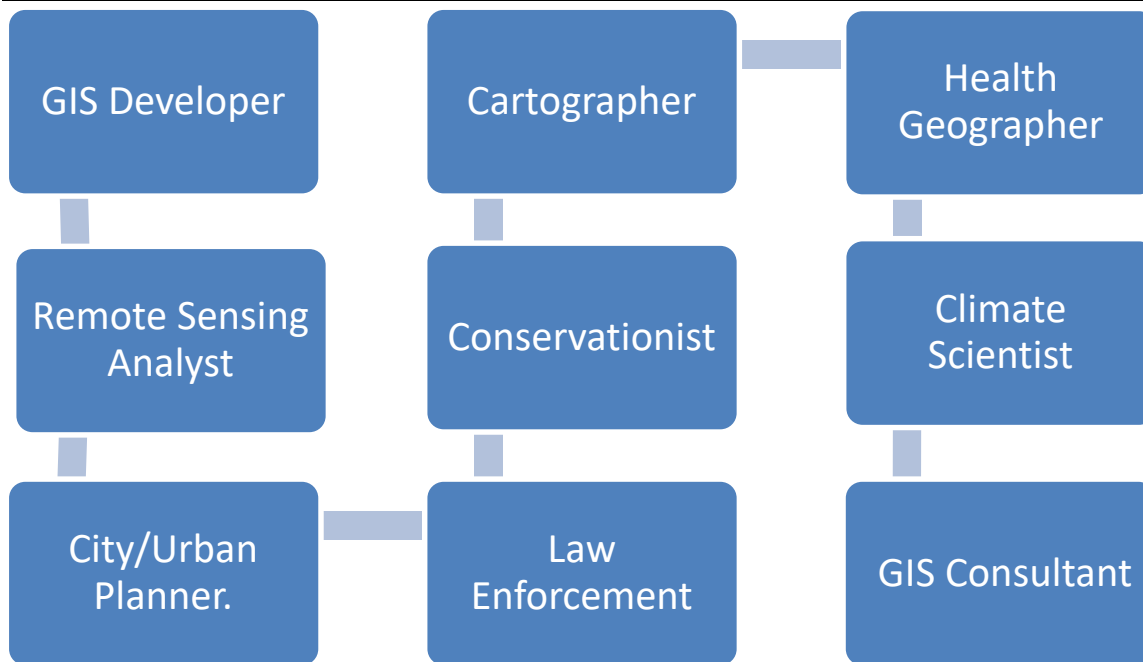 GIS Developer
Remote Sensing
Analyst
City/Urban
Planner.
Law
Enforcement
Conservationist
Cartographer
Health
Geographer
Climate
Scientist
GIS Consultant